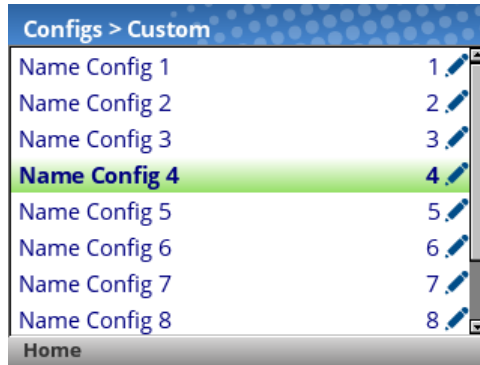 Configs > Custom
Name Config 1 1
Name Config 2 2
Name Config 3 3
Name Config 4 4
Name Config 5 5
Name Config 6 6
Name Config 7 7
Name Config 8 8
Home